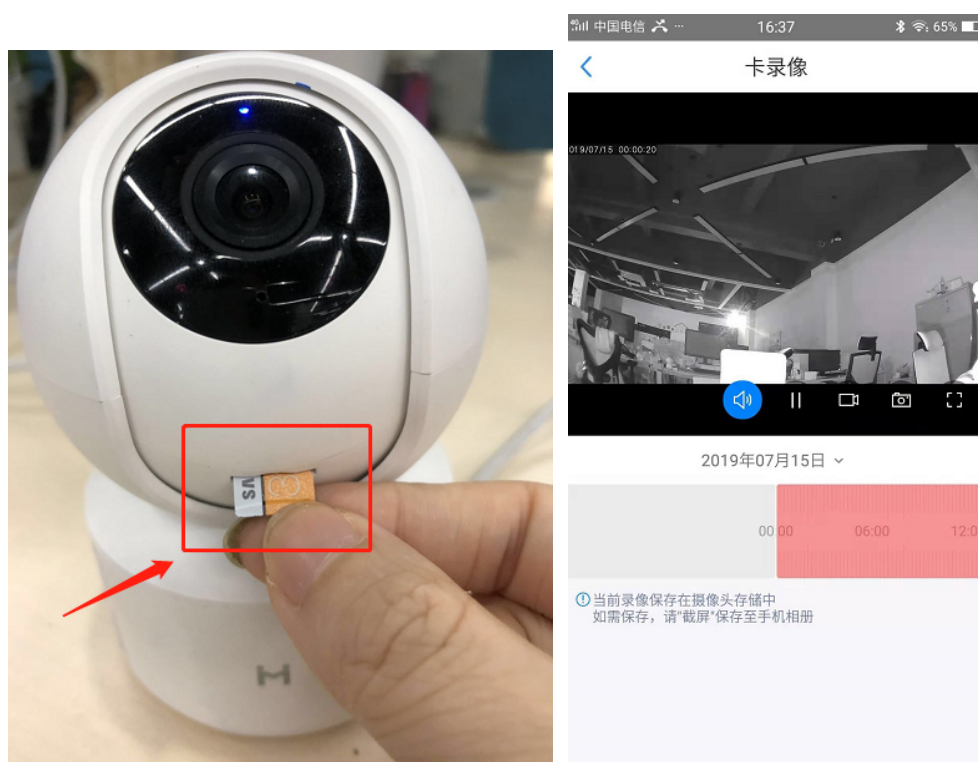 中国电信 ··· 16:37 65%
卡录像
019/07/15 00:00:20
2019年07月15日
00:00 06:00 12:0
当前录像保存在摄像头存储中
如需保存，请"截屏"保存至手机相册
SV